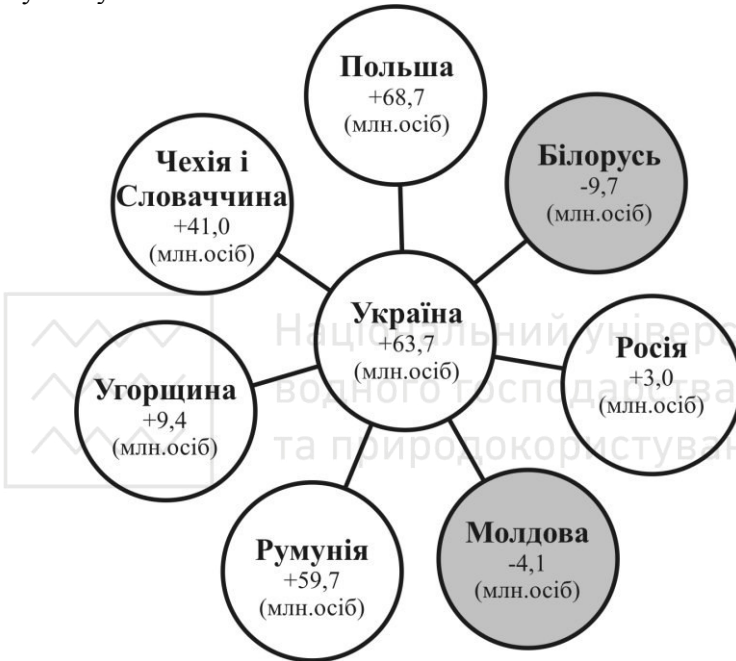 Польша
+68,7
(млн.осіб)
Білорусь
-9,7
(млн.осіб)
Чехія і
Словаччина
+41,0
(млн.осіб)
Україна
+63,7
(млн.осіб)
Росія
+3,0
(млн.осіб)
Угорщина
+9,4
(млн.осіб)
Румунія
+59,7
(млн.осіб)
Молдова
-4,1
(млн.осіб)
Національний
водного господарства
та природокористуван